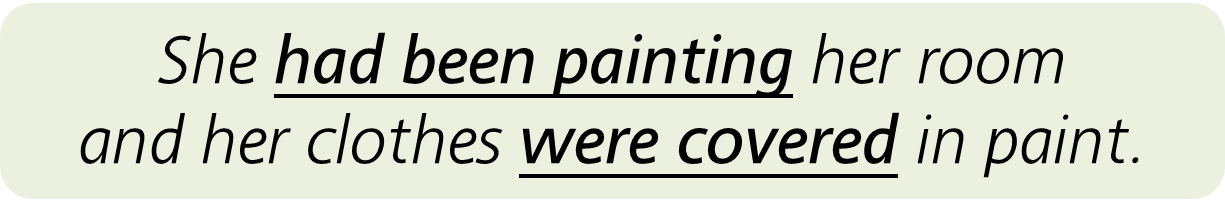 She had been painting her room
and her clothes were covered in paint.